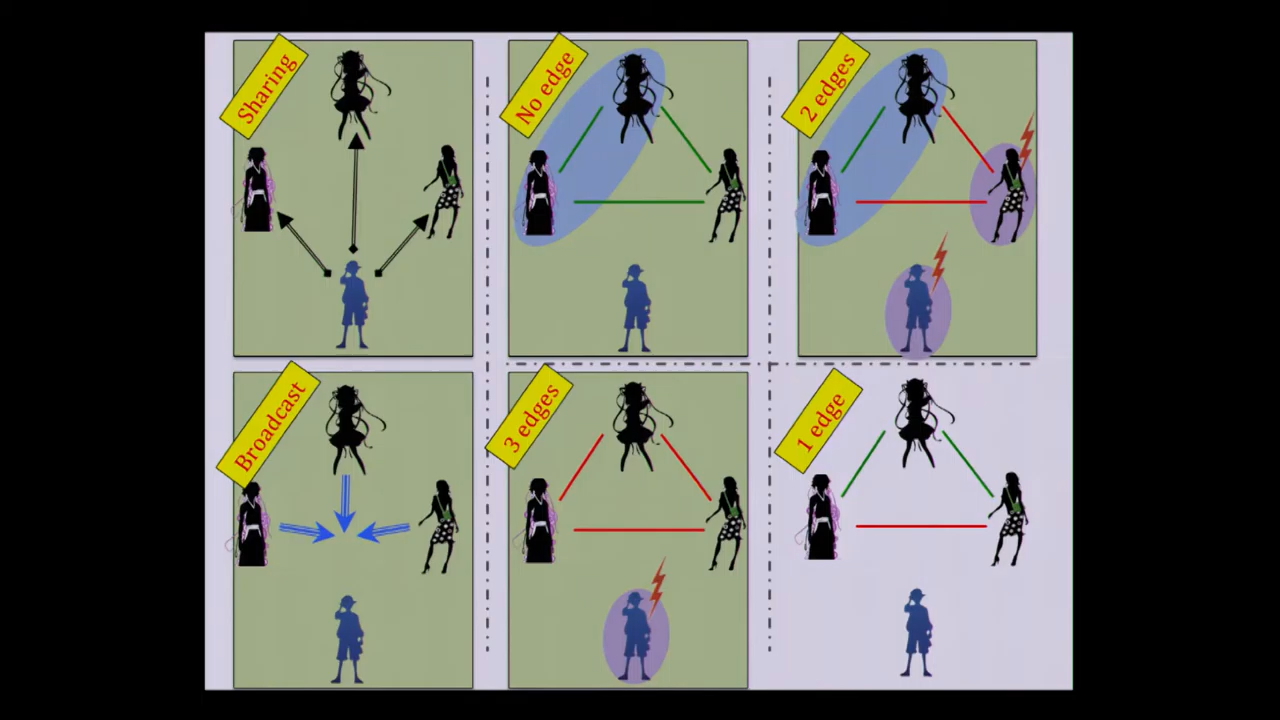 Sharing
No edge
2 edges
Broadcast
3 edges
1 edge